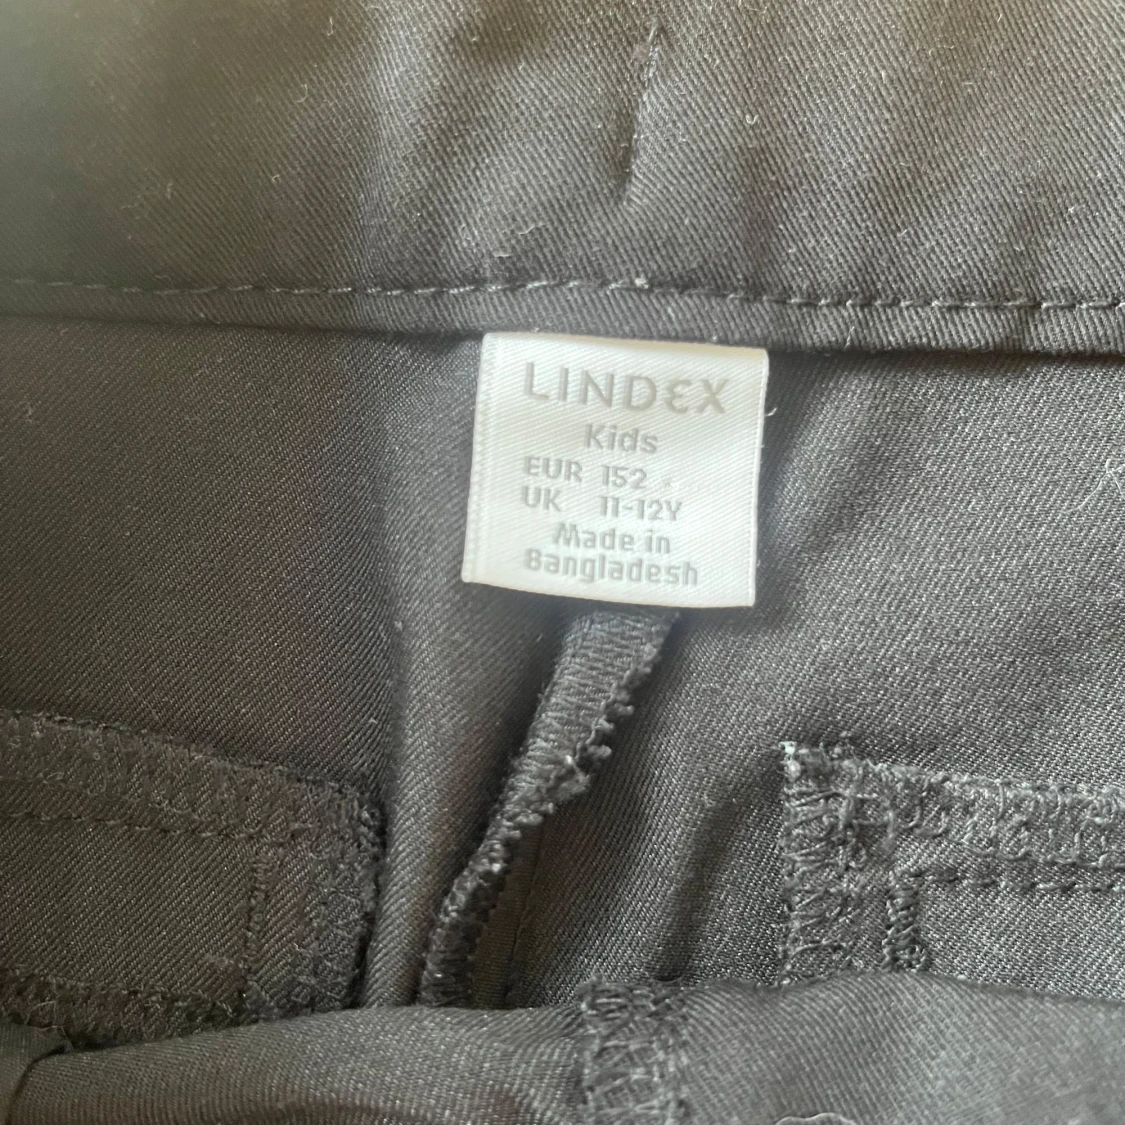 LINDEX
Kids
EUR 152
UK 11-12Y
Made in
Bangladesh